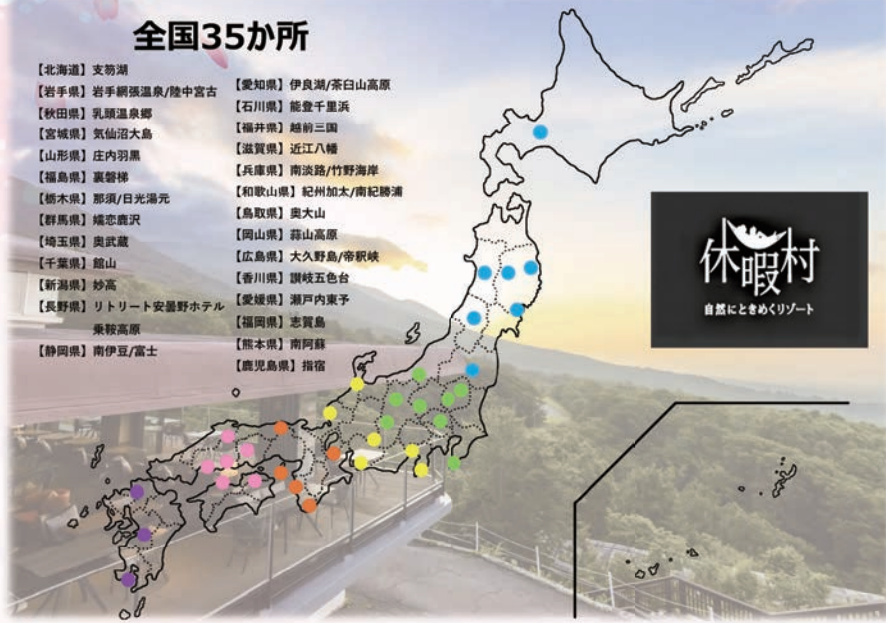 全国35か所
【北海道】支笏湖
【岩手県】岩手網張温泉/陸中宮古
【秋田県】乳頭温泉郷
【宮城県】気仙沼大島
【山形県】庄内羽黒
【福島県】裏磐梯
【栃木県】那須/日光湯元
【群馬県】嬬恋鹿沢
【埼玉県】奥武蔵
【千葉県】館山
【新潟県】妙高
【長野県】リトリート安曇野ホテル
乗鞍高原
【静岡県】南伊豆/富士
【愛知県】伊良湖/茶臼山高原
【石川県】能登千里浜
【福井県】越前三国
【滋賀県】近江八幡
【兵庫県】南淡路/竹野海岸
【和歌山県】紀州加太/南紀勝浦
【鳥取県】奥大山
【岡山県】蒜山高原
【広島県】大久野島/帝釈峡
【香川県】讃岐五色台
【愛媛県】瀬戸内東予
【福岡県】志賀島
【熊本県】南阿蘇
【鹿児島県】指宿
休暇村
自然にときめくリゾート